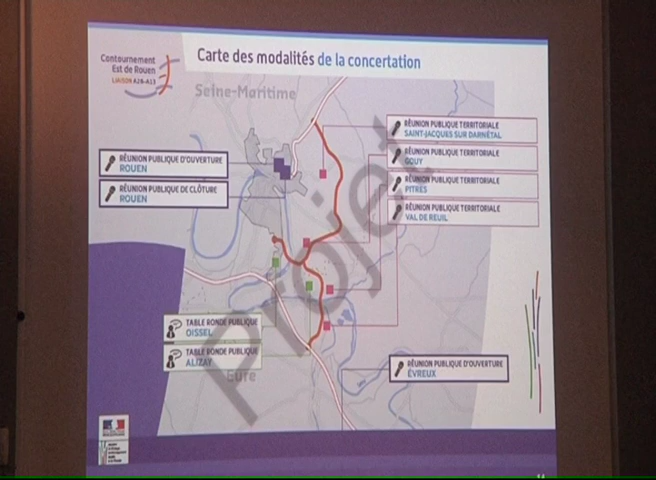 Contournement
Est de Rouen
LIAISON A28-A13
Carte des modalités de la concertation
Seine-Maritime
RÉUNION PUBLIQUE TERRITORIALE
SAINT-JACQUES SUR DARNÉTAL
RÉUNION PUBLIQUE TERRITORIALE
GOUY
RÉUNION PUBLIQUE TERRITORIALE
PITRES
RÉUNION PUBLIQUE TERRITORIALE
VAL DE REUIL
RÉUNION PUBLIQUE D'OUVERTURE
ROUEN
RÉUNION PUBLIQUE DE CLÔTURE
ROUEN
Projet
TABLE RONDE PUBLIQUE
OISSEL
TABLE RONDE PUBLIQUE
ALIZAY
Eure
RÉUNION PUBLIQUE D'OUVERTURE
ÉVREUX